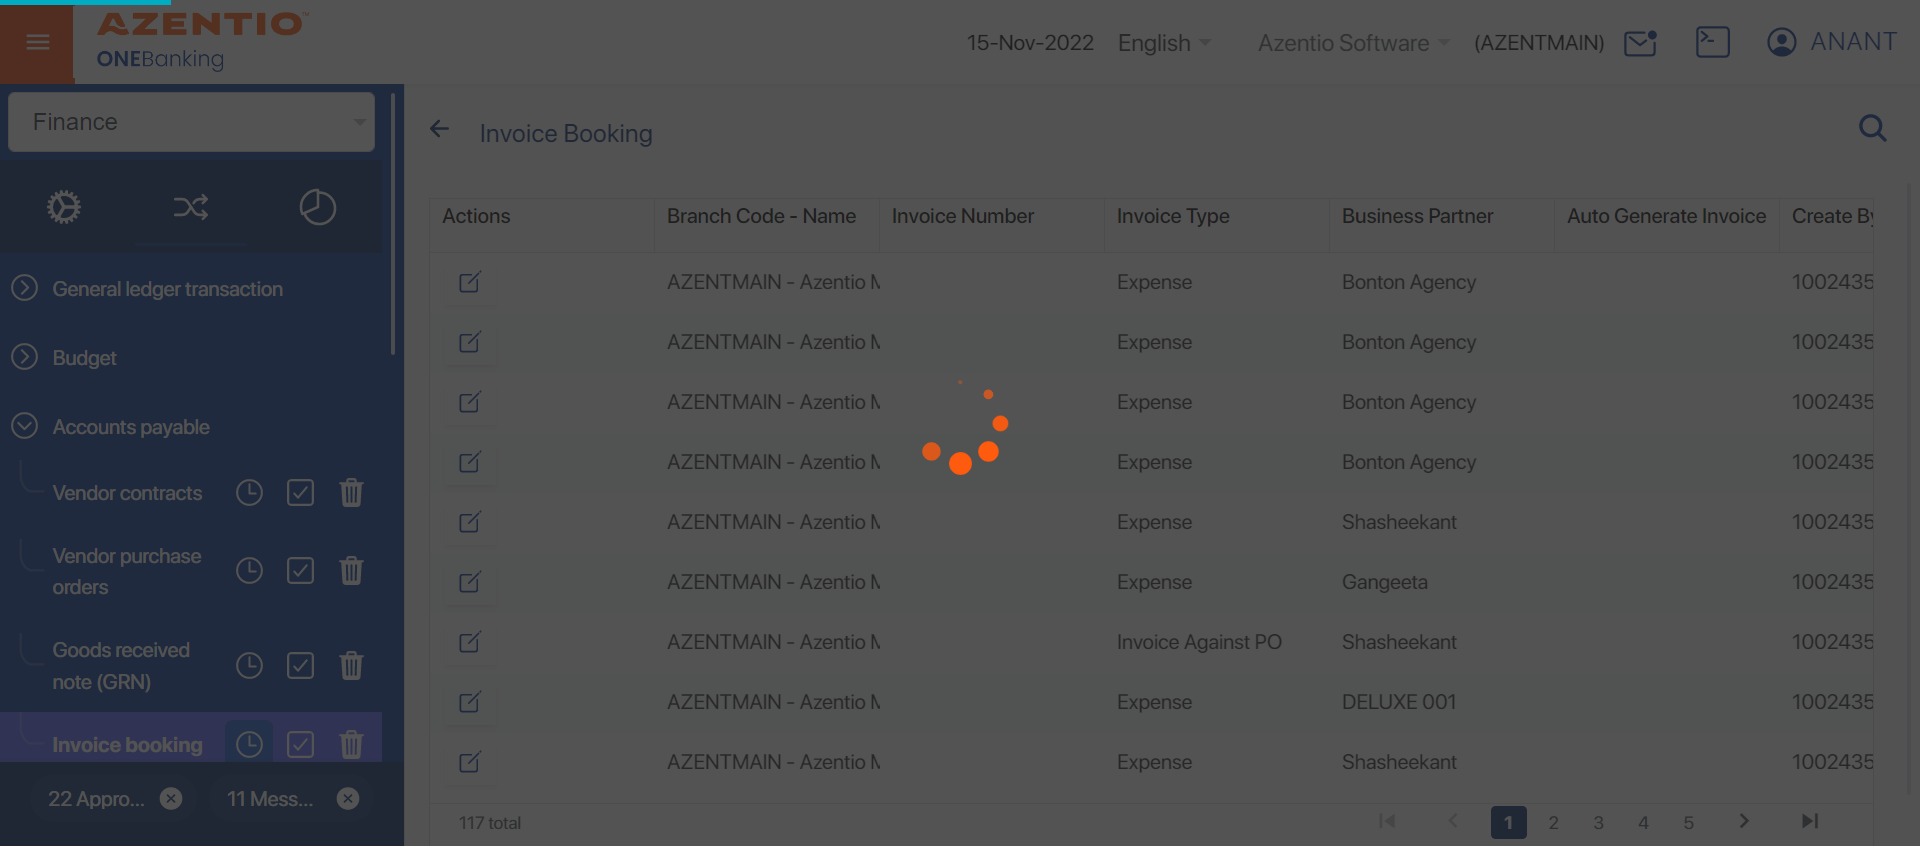 AZENTIO™
ONEBanking
15-Nov-2022 English Azentio Software (AZENTMAIN) ANANT
Finance
General ledger transaction
Budget
Accounts payable
Vendor contracts
Vendor purchase
orders
Goods received
note (GRN)
Invoice booking
22 Appro...
11 Mess...
Invoice Booking
Actions Branch Code - Name Invoice Number Invoice Type Business Partner Auto Generate Invoice Create By
AZENTMAIN - Azentio M Expense Bonton Agency 1002435
AZENTMAIN - Azentio M Expense Bonton Agency 1002435
AZENTMAIN - Azentio M Expense Bonton Agency 1002435
AZENTMAIN - Azentio M Expense Bonton Agency 1002435
AZENTMAIN - Azentio M Expense Shasheekant 1002435
AZENTMAIN - Azentio M Expense Gangeeta 1002435
AZENTMAIN - Azentio M Invoice Against PO Shasheekant 1002435
AZENTMAIN - Azentio M Expense DELUXE 001 1002435
AZENTMAIN - Azentio M Expense Shasheekant 1002435
117 total 1 2 3 4 5